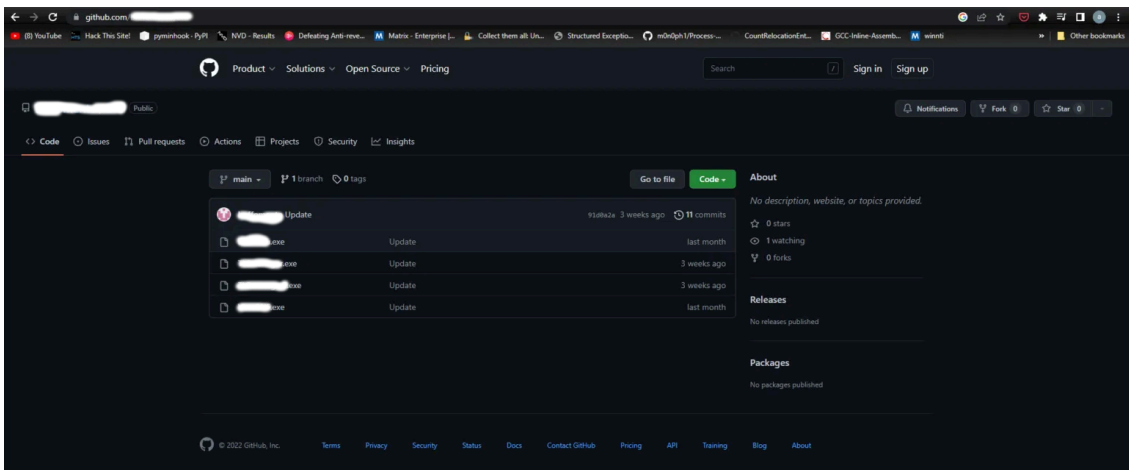 github.com/
(8) YouTube Hack This Site! pyminhook · PyPI NVD - Results Defeating Anti-reve... Matrix - Enterprise |... Collect them all: Un... Structured Exceptio... m0n0ph1/Process-... CountRelocationEnt... GCC-Inline-Assemb... winnti » Other bookmarks
Product Solutions Open Source Pricing Search / Sign in Sign up
Public Notifications Fork 0 Star 0
<> Code Issues Pull requests Actions Projects Security Insights
main 1 branch 0 tags Go to file Code
Update 91d0a2a 3 weeks ago 11 commits
.exe Update last month
.exe Update 3 weeks ago
exe Update 3 weeks ago
exe Update last month
About
No description, website, or topics provided.
0 stars
1 watching
0 forks
Releases
No releases published
Packages
No packages published
© 2022 GitHub, Inc. Terms Privacy Security Status Docs Contact GitHub Pricing API Training Blog About